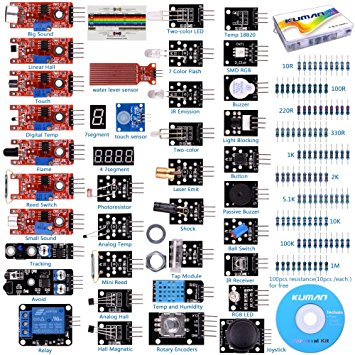 Big Sound
Linear Hall
Touch
Digital Temp
Flame
Reed Switch
Small Sound
Tracking
Avoid
Relay
water lever sensor
7segment
touch sensor
4 7segment
Photoresistor
Analog Temp
Mini Reed
Analog Hall
Hall Magnetic
Two-color LED
7 Color Flash
IR Emission
Two-color
Laser Emit
Shock
Tap Module
Temp and Humidity
Rotary Encoders
Temp 18B20
SMD RGB
Buzzer
Light Blocking
Button
Passive Buzzer
Ball Switch
IR Receiver
RGB LED
Joystick
KUMAN
10R
100R
220R
330R
1K
2K
5.1K
10K
100K
1M
100pcs resistance(10pcs /each )
for free
KUMAN